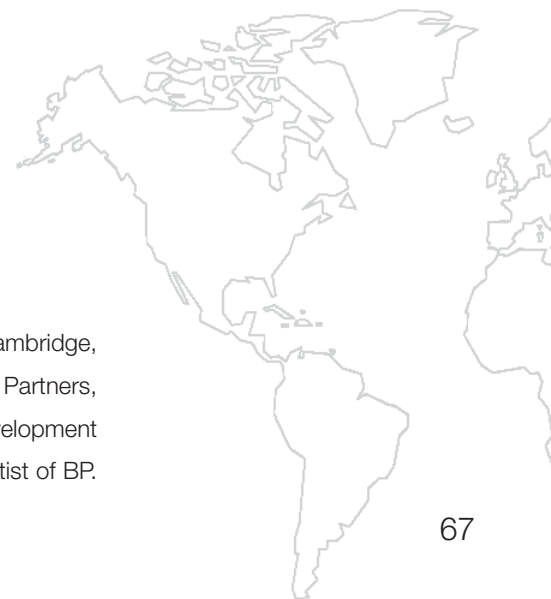 ambridge,
Partners,
elopment
tist of BP.
67